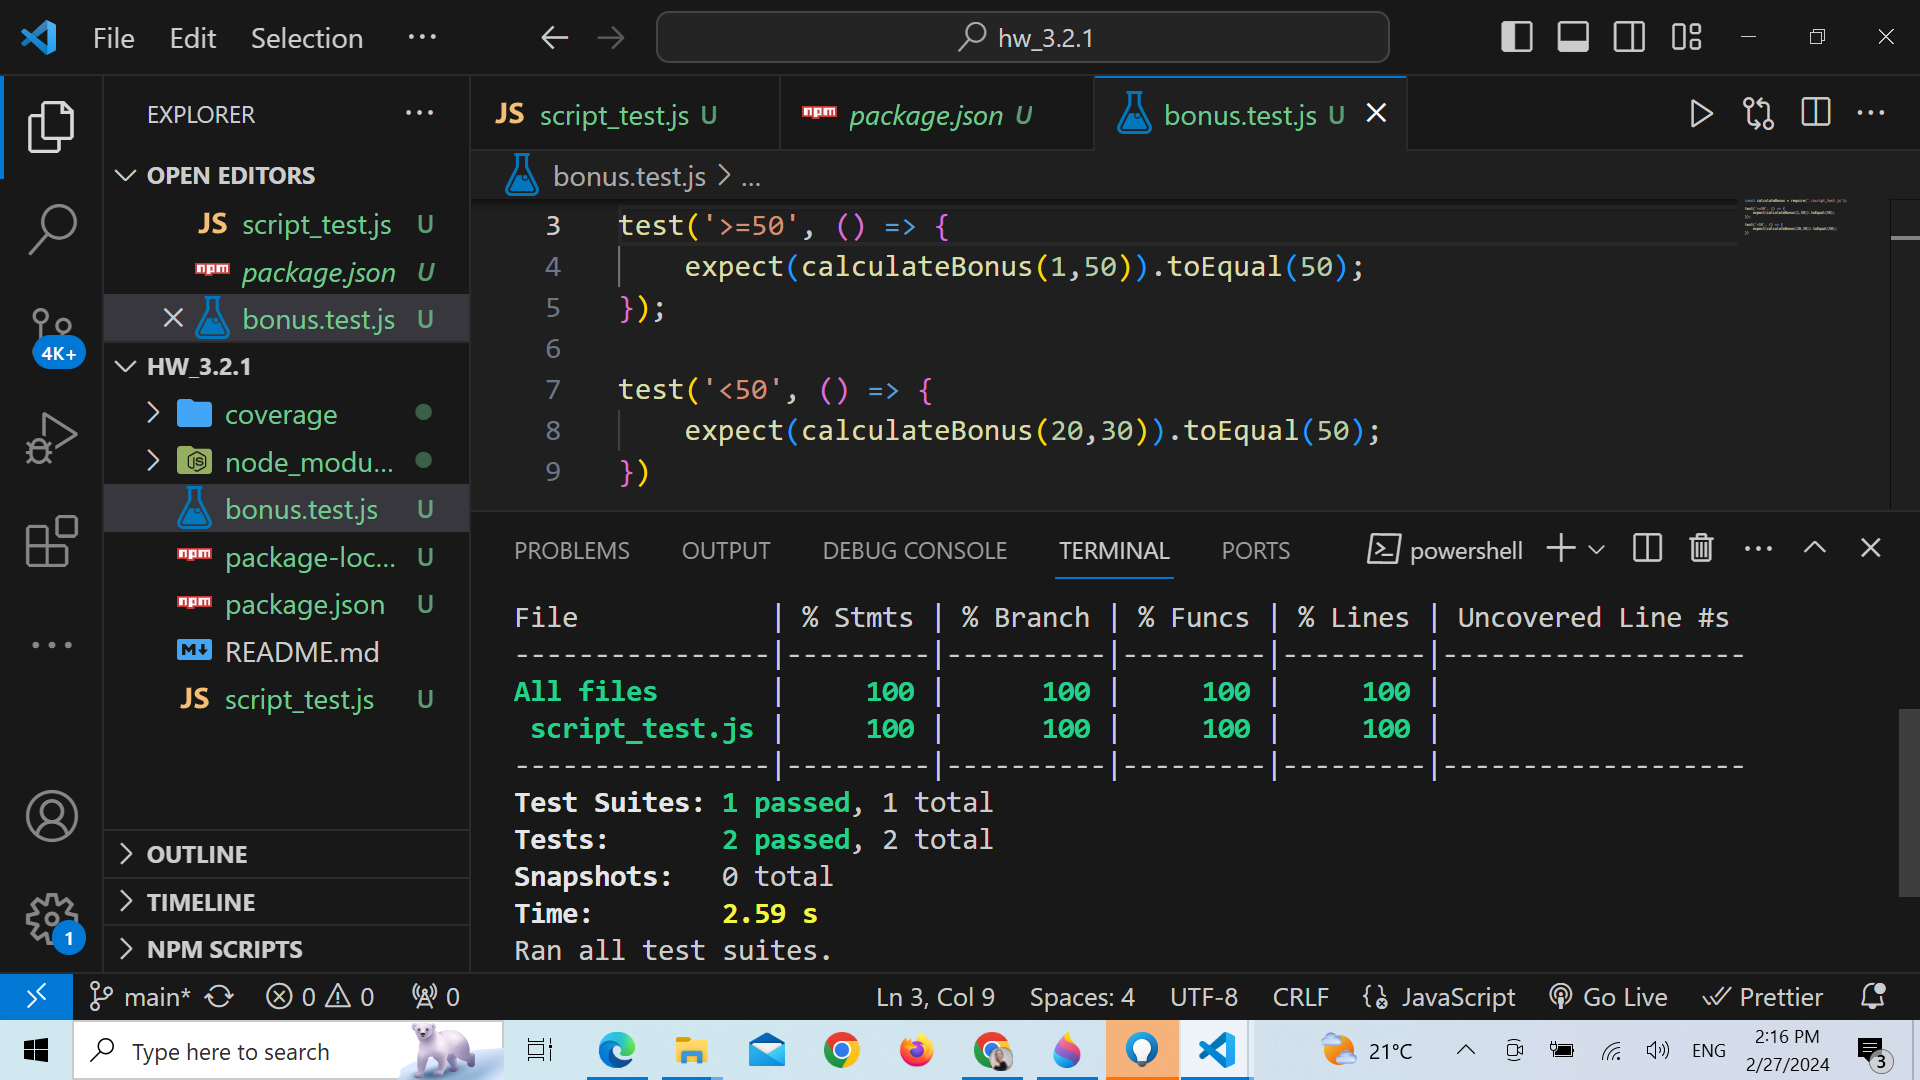 File Edit Selection ··· hw_3.2.1
EXPLORER ···
OPEN EDITORS
JS script_test.js U
npm package.json U
bonus.test.js U
HW_3.2.1
coverage
node_modu...
bonus.test.js U
npm package-loc... U
npm package.json U
README.md
JS script_test.js U
OUTLINE
TIMELINE
NPM SCRIPTS
4K+
1
JS script_test.js U npm package.json U bonus.test.js U
bonus.test.js > ...
3 test('>=50', () => {
4 expect(calculateBonus(1,50)).toEqual(50);
5 });
6
7 test('<50', () => {
8 expect(calculateBonus(20,30)).toEqual(50);
9 })
PROBLEMS OUTPUT DEBUG CONSOLE TERMINAL PORTS powershell
File | % Stmts | % Branch | % Funcs | % Lines | Uncovered Line #s
----------------|---------|----------|---------|---------|-------------------
All files | 100 | 100 | 100 | 100 |
script_test.js | 100 | 100 | 100 | 100 |
----------------|---------|----------|---------|---------|-------------------
Test Suites: 1 passed, 1 total
Tests: 2 passed, 2 total
Snapshots: 0 total
Time: 2.59 s
Ran all test suites.
main* 0 0 0 Ln 3, Col 9 Spaces: 4 UTF-8 CRLF JavaScript Go Live Prettier
Type here to search 21°C ENG 2:16 PM
2/27/2024 3